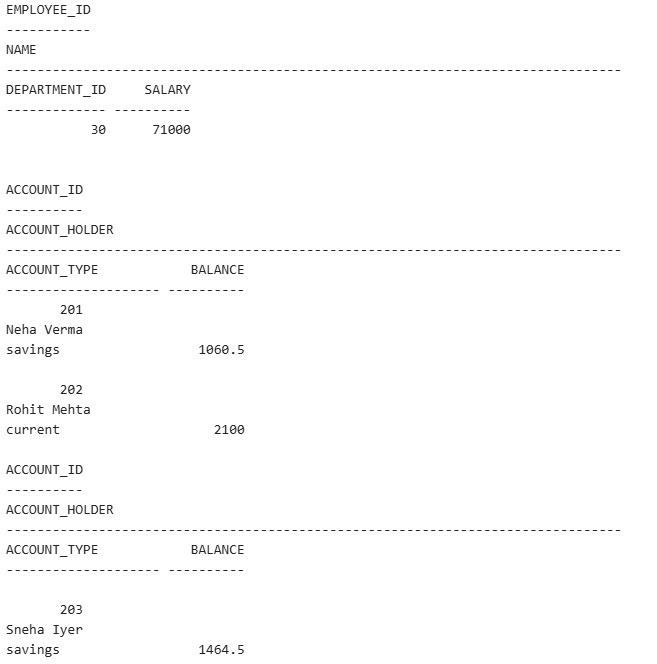 EMPLOYEE_ID
-----------
NAME
--------------------------------------------------------------------------------
DEPARTMENT_ID     SALARY
------------- ----------
           30      71000
ACCOUNT_ID
----------
ACCOUNT_HOLDER
--------------------------------------------------------------------------------
ACCOUNT_TYPE            BALANCE
-------------------- ----------
       201
Neha Verma
savings                  1060.5
       202
Rohit Mehta
current                    2100
ACCOUNT_ID
----------
ACCOUNT_HOLDER
--------------------------------------------------------------------------------
ACCOUNT_TYPE            BALANCE
-------------------- ----------
       203
Sneha Iyer
savings                  1464.5